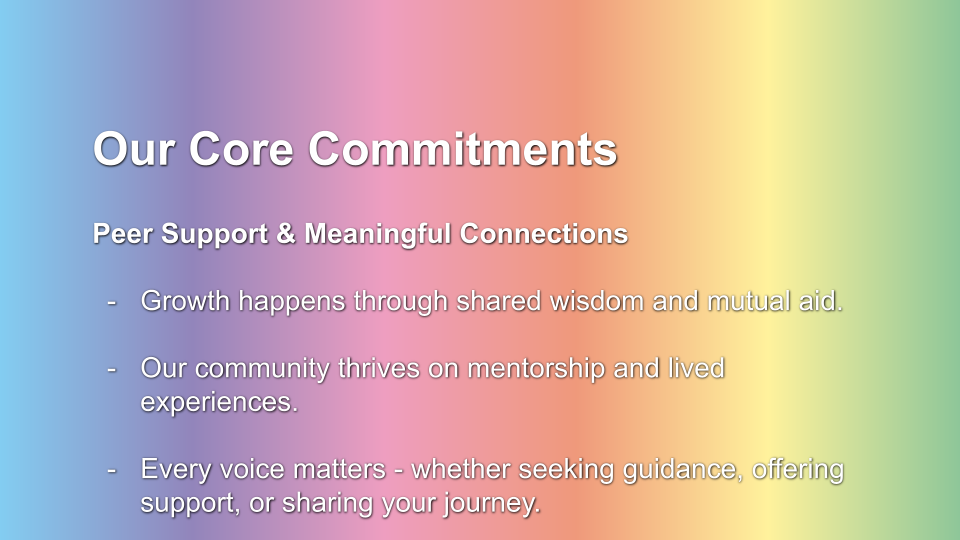 Our Core Commitments
Peer Support & Meaningful Connections
- Growth happens through shared wisdom and mutual aid.
- Our community thrives on mentorship and lived
experiences.
- Every voice matters - whether seeking guidance, offering
support, or sharing your journey.